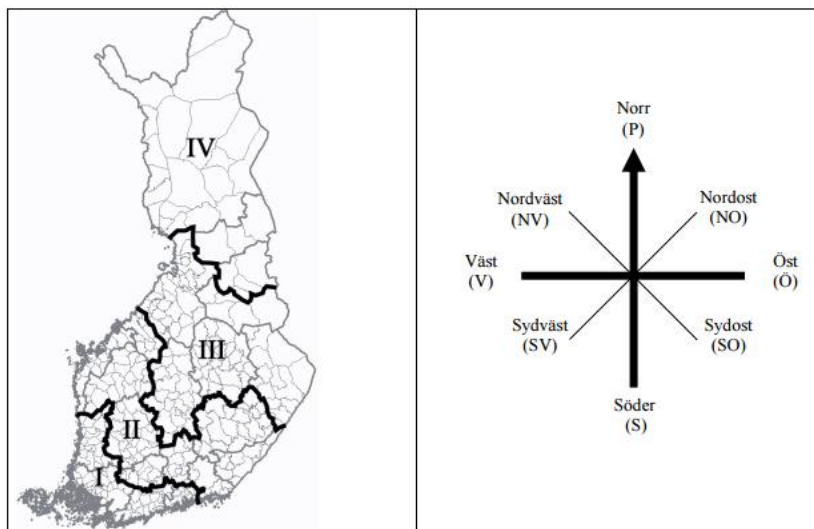 IV
III
II
I
Norr
(P)
Nordväst
(NV)
Nordost
(NO)
Väst
(V)
Öst
(Ö)
Sydväst
(SV)
Sydost
(SO)
Söder
(S)